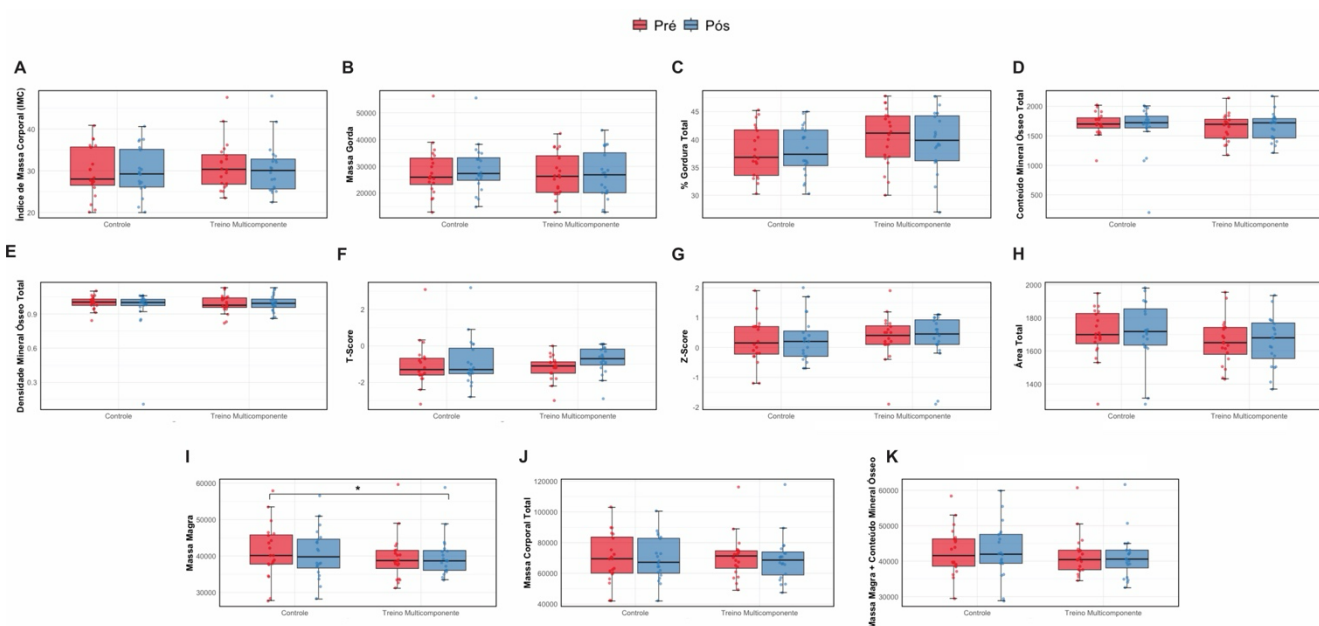 Pré Pós
A
Índice de Massa Corporal (IMC)
40
30
20
Controle Treino Multicomponente
B
Massa Gorda
50000
40000
30000
20000
Controle Treino Multicomponente
C
% Gordura Total
45
40
35
30
Controle Treino Multicomponente
D
Conteúdo Mineral Ósseo Total
2000
1500
1000
500
Controle Treino Multicomponente
E
Densidade Mineral Ósseo Total
0.9
0.6
0.3
Controle Treino Multicomponente
F
T-Score
2
0
-2
Controle Treino Multicomponente
G
Z-Score
2
1
0
-1
-2
Controle Treino Multicomponente
H
Área Total
2000
1800
1600
1400
Controle Treino Multicomponente
I
Massa Magra
60000
50000
40000
30000
*
Controle Treino Multicomponente
J
Massa Corporal Total
120000
100000
80000
60000
40000
Controle Treino Multicomponente
K
Massa Magra + Conteúdo Mineral Ósseo
60000
50000
40000
30000
Controle Treino Multicomponente